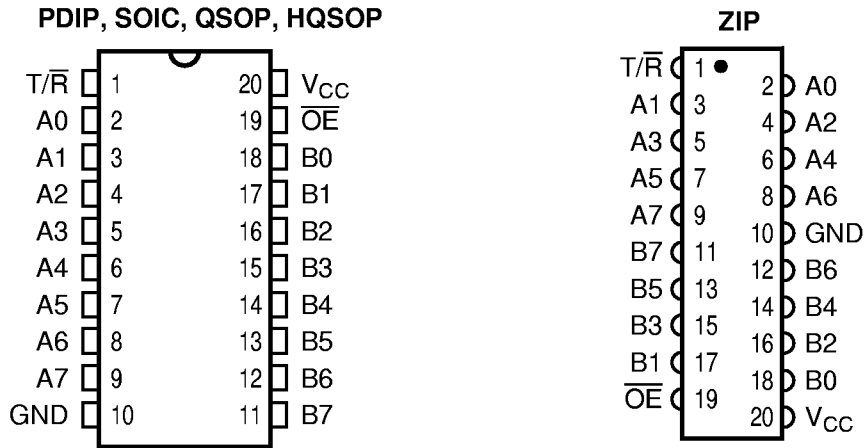 PDIP, SOIC, QSOP, HQSOP
T/R̅ 1 20 VCC
A0 2 19 O̅E̅
A1 3 18 B0
A2 4 17 B1
A3 5 16 B2
A4 6 15 B3
A5 7 14 B4
A6 8 13 B5
A7 9 12 B6
GND 10 11 B7
ZIP
T/R̅ 1
2 A0
A1 3
4 A2
A3 5
6 A4
A5 7
8 A6
A7 9
10 GND
B7 11
12 B6
B5 13
14 B4
B3 15
16 B2
B1 17
18 B0
O̅E̅ 19
20 VCC